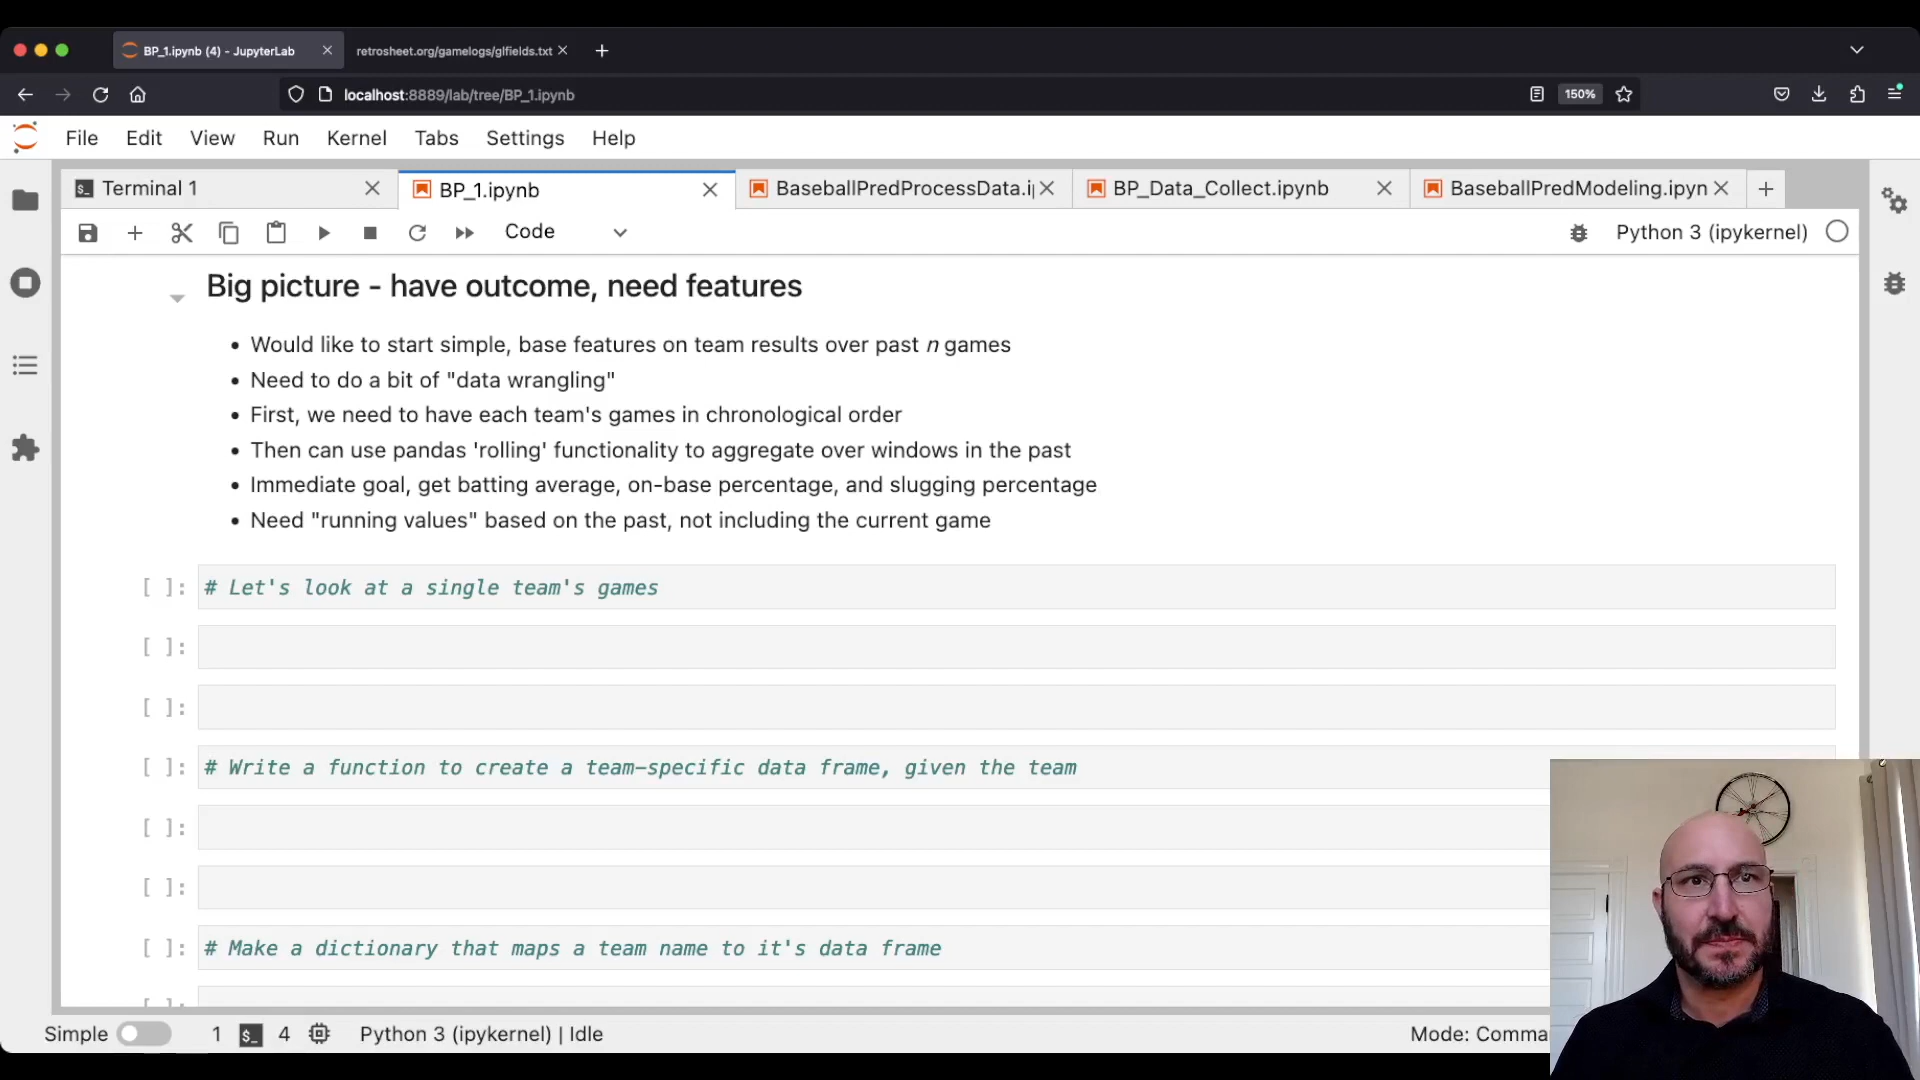 BP_1.ipynb (4) - JupyterLab
retrosheet.org/gamelogs/glfields.txt
localhost:8889/lab/tree/BP_1.ipynb
150%
File Edit View Run Kernel Tabs Settings Help
Terminal 1
BP_1.ipynb
BaseballPredProcessData.i
BP_Data_Collect.ipynb
BaseballPredModeling.ipyn
Code
Python 3 (ipykernel)
Big picture - have outcome, need features
• Would like to start simple, base features on team results over past n games
• Need to do a bit of "data wrangling"
• First, we need to have each team's games in chronological order
• Then can use pandas 'rolling' functionality to aggregate over windows in the past
• Immediate goal, get batting average, on-base percentage, and slugging percentage
• Need "running values" based on the past, not including the current game
[ ]: # Let's look at a single team's games
[ ]:
[ ]:
[ ]: # Write a function to create a team-specific data frame, given the team
[ ]:
[ ]:
[ ]: # Make a dictionary that maps a team name to it's data frame
[ ]:
Simple 1 $_ 4 Python 3 (ipykernel) | Idle
Mode: Comma